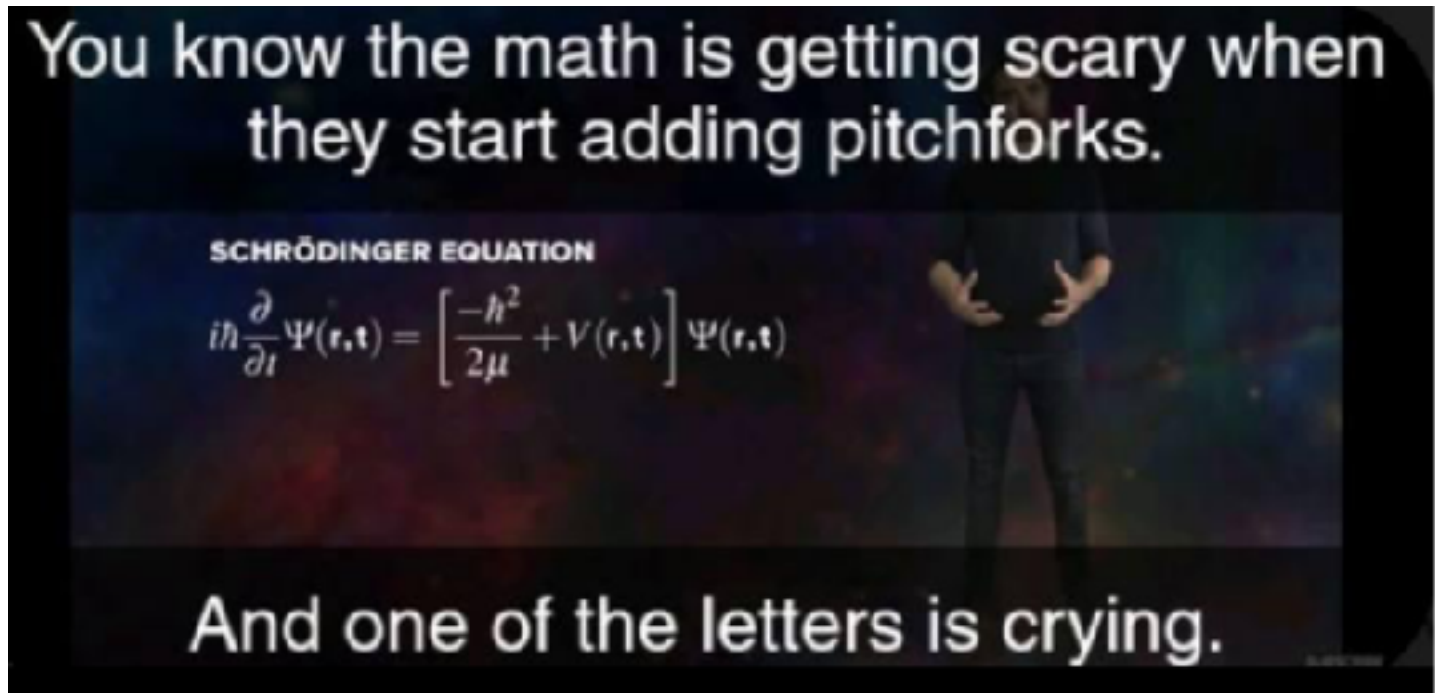 You know the math is getting scary when
they start adding pitchforks.
SCHRÖDINGER EQUATION
iħ ∂/∂t Ψ(r,t) = [−ħ²/2μ + V(r,t)] Ψ(r,t)
And one of the letters is crying.